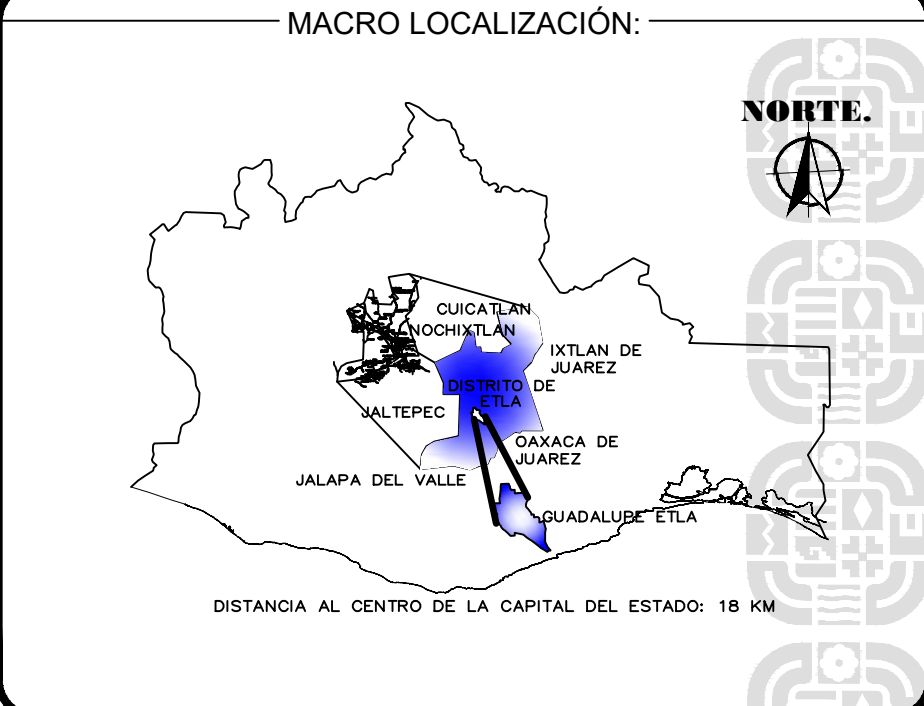 MACRO LOCALIZACIÓN:
NORTE.
CUICATLAN
NOCHIXTLAN
IXTLAN DE
JUAREZ
DISTRITO DE
ETLA
JALTEPEC
OAXACA DE
JUAREZ
JALAPA DEL VALLE
GUADALUPE ETLA
DISTANCIA AL CENTRO DE LA CAPITAL DEL ESTADO: 18 KM